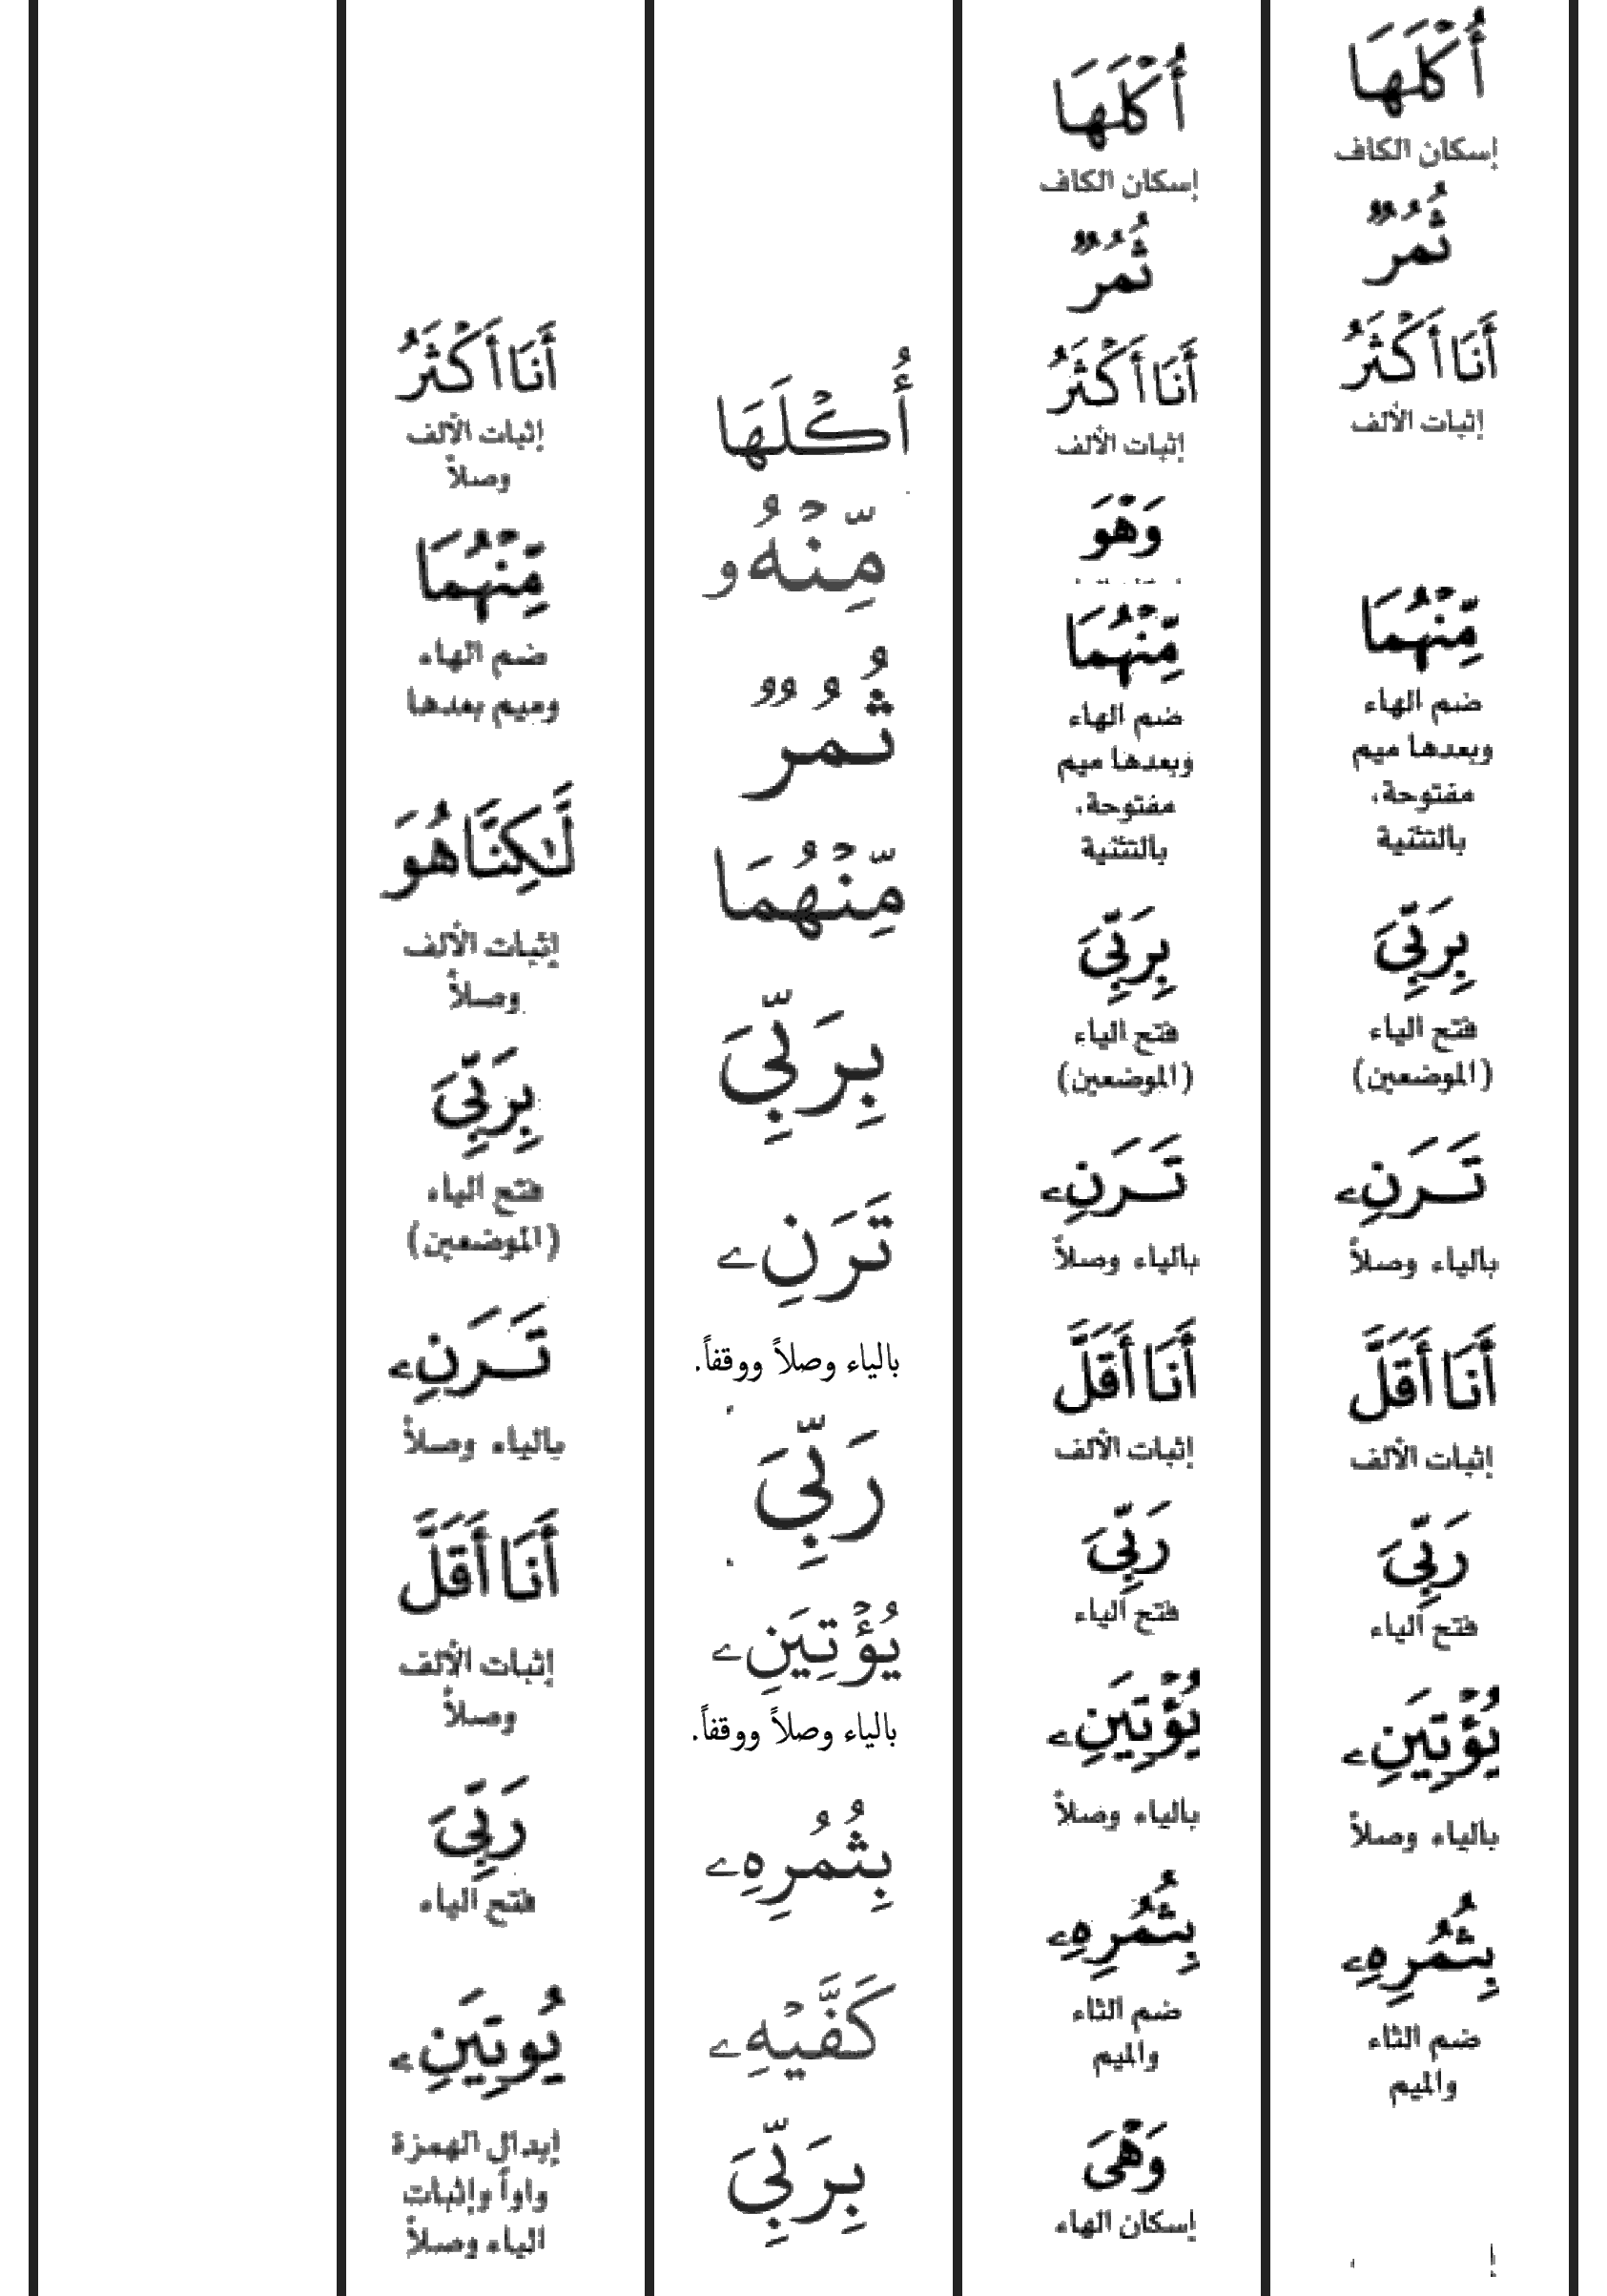 أُكْلَهَا
إسكان الكاف
ثُمُرٌ
أَنَا أَكْثَرُ
إثبات الألف
مِّنْهُمَا
ضم الهاء
وبعدها ميم
مفتوحة،
بالتثنية
بِرَبِّيَ
فتح الياء
(الموضعين)
تَـرَنِے
بالياء وصلاً
أَنَا أَقَلَّ
إثبات الألف
رَبِّيَ
فتح الياء
يُؤْتِيَنِے
بالياء وصلاً
بِثُمُرِهِے
ضم الثاء
والميم
أُكْلَهَا
إسكان الكاف
ثُمُرٌ
أَنَا أَكْثَرُ
إثبات الألف
وَهْوَ
مِّنْهُمَا
ضم الهاء
وبعدها ميم
مفتوحة،
بالتثنية
بِرَبِّيَ
فتح الياء
(الموضعين)
تَـرَنِے
بالياء وصلاً
أَنَا أَقَلَّ
إثبات الألف
رَبِّيَ
فتح الياء
يُؤْتِيَنِے
بالياء وصلاً
بِثُمُرِهِے
ضم الثاء
والميم
وَهْىَ
إسكان الهاء
أُكْلَهَا
مِّنْهُو
ثُمُرٌ
مِّنْهُمَا
بِرَبِّيَ
تَرَنِے
بالياء وصلاً ووقفاً.
رَبِّيَ
يُؤْتِيَنِے
بالياء وصلاً ووقفاً.
بِثُمُرِهِے
كَفَّيْهِے
بِرَبِّيَ
أَنَا أَكْثَرُ
إثبات الألف
وصلاً
مِّنْهُمَا
ضم الهاء
وميم بعدها
لَّٰكِنَّا هُوَ
إثبات الألف
وصلاً
بِرَبِّيَ
فتح الياء
(الموضعين)
تَـرَنِے
بالياء وصلاً
أَنَا أَقَلَّ
إثبات الألف
وصلاً
رَبِّيَ
فتح الياء
يُوتِيَنِے
إبدال الهمزة
واواً وإثبات
الياء وصلاً